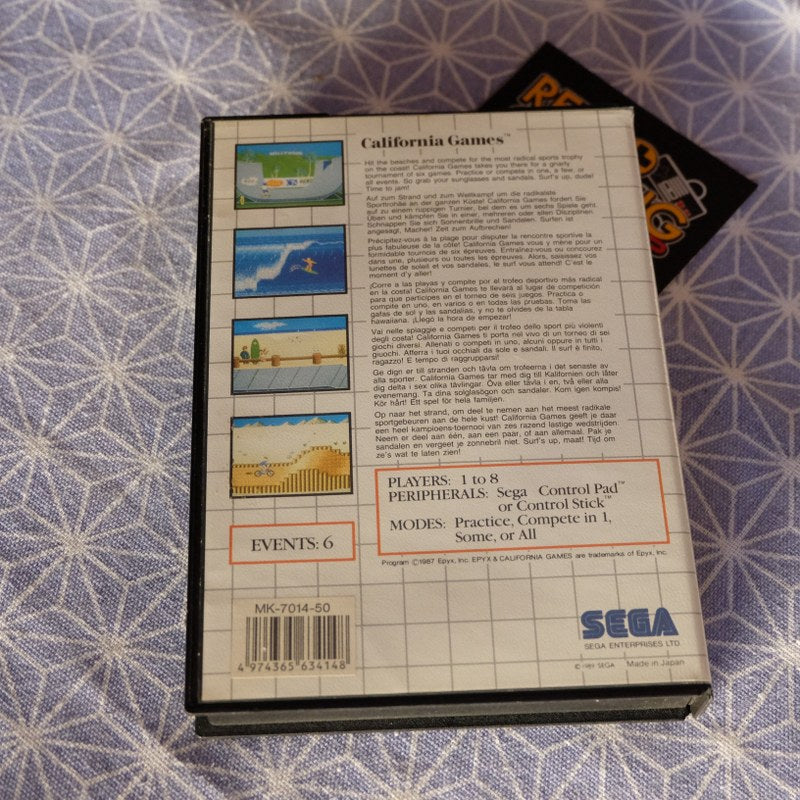 California Games™
Hit the beaches and compete for the most radical sports trophy
on the coast! California Games takes you there for a gnarly
tournament of six games. Practice or compete in one, a few, or
all events. So grab your sunglasses and sandals. Surf's up, dude!
Time to jam!
Auf zum Strand und zum Wettkampf um die radikalste
Sporttrohäe an der ganzen Küste! California Games fordern Sie
auf zu einem ruppigen Turnier, bei dem es um sechs Spiele geht.
Üben und kämpfen Sie in einer, mehreren oder allen Disziplinen.
Schnappen Sie sich Sonnenbrille und Sandalen. Surfen ist
angesagt, Macher! Zeit zum Aufbrechen!
Précipitez-vous à la plage pour disputer la rencontre sportive la
plus fabuleuse de la côte! California Games vous y mène pour un
formidable tournoi de six épreuves. Entraînez-vous ou concourez
dans une, plusieurs ou toutes les épreuves. Alors, saisissez vos
lunettes de soleil et vos sandales, le surf vous attend! C'est le
moment d'y aller!
¡Corre a las playas y compite por el trofeo deportivo más radical
en la costa! California Games te llevará al lugar de competición
para que participes en el torneo de seis juegos. Practica o
compite en uno, en varios o en todas las pruebas. Toma las
gafas de sol y las sandalias, y no te olvides de la tabla
hawaiiana. ¡Llegó la hora de empezar!
Vai nelle spiagge e competi per il trofeo dello sport più violenti
degli costa! California Games ti porta nel vivo di un torneo di sei
giochi diversi. Allenati o competi in uno, alcuni oppure in tutti i
giuochi. Afferra i tuoi occhiali da sole e sandali. Il surf è finito,
ragazzo! E tempo di raggrupparsi!
Ge dign er till stranden och tävla om trofeerna i det senaste av
alla sporter. California Games tar med dig till Kalifornien och låter
dig delta i sex olika tävlingar. Öva eller tävla i en, två eller alla
evenemang. Ta dina solglasögon och sandaler. Kom igen kompis!
Kör hårt! Ett spel för hela familjen.
Op naar het strand, om deel te nemen aan het meest radikale
sportgebeuren aan de hele kust! California Games geeft je daar
een heel kampioens-toernooi van zes razend lastige wedstrijden.
Neem er deel aan één, aan een paar, of aan allemaal. Pak je
sandalen en vergeet je zonnebril niet. Surf's up, maat! Tijd om
ze's wat te laten zien!
PLAYERS: 1 to 8
PERIPHERALS: Sega Control Pad™
or Control Stick™
MODES: Practice, Compete in 1,
Some, or All
EVENTS: 6
Program ©1987 Epyx, Inc. EPYX & CALIFORNIA GAMES are trademarks of Epyx, Inc.
MK-7014-50
4 974365 634148
SEGA
SEGA ENTERPRISES LTD.
© 1989 SEGA Made in Japan